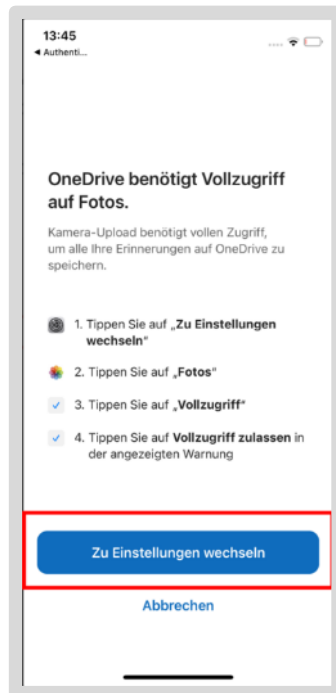 13:45
◀ Authenti...
OneDrive benötigt Vollzugriff
auf Fotos.
Kamera-Upload benötigt vollen Zugriff,
um alle Ihre Erinnerungen auf OneDrive zu
speichern.
1. Tippen Sie auf „Zu Einstellungen
wechseln"
2. Tippen Sie auf „Fotos"
3. Tippen Sie auf „Vollzugriff"
4. Tippen Sie auf Vollzugriff zulassen in
der angezeigten Warnung
Zu Einstellungen wechseln
Abbrechen